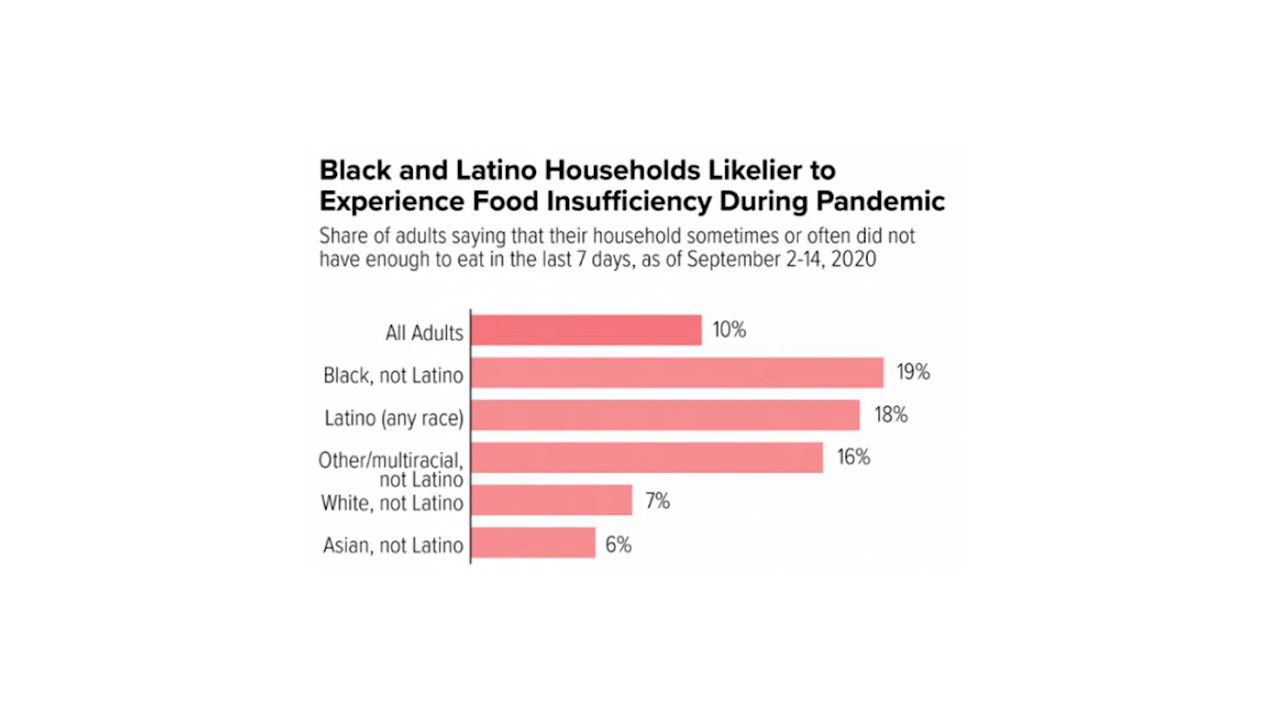 Black and Latino Households Likelier to
Experience Food Insufficiency During Pandemic
Share of adults saying that their household sometimes or often did not
have enough to eat in the last 7 days, as of September 2-14, 2020
All Adults 10%
Black, not Latino 19%
Latino (any race) 18%
Other/multiracial, 16%
not Latino
White, not Latino 7%
Asian, not Latino 6%